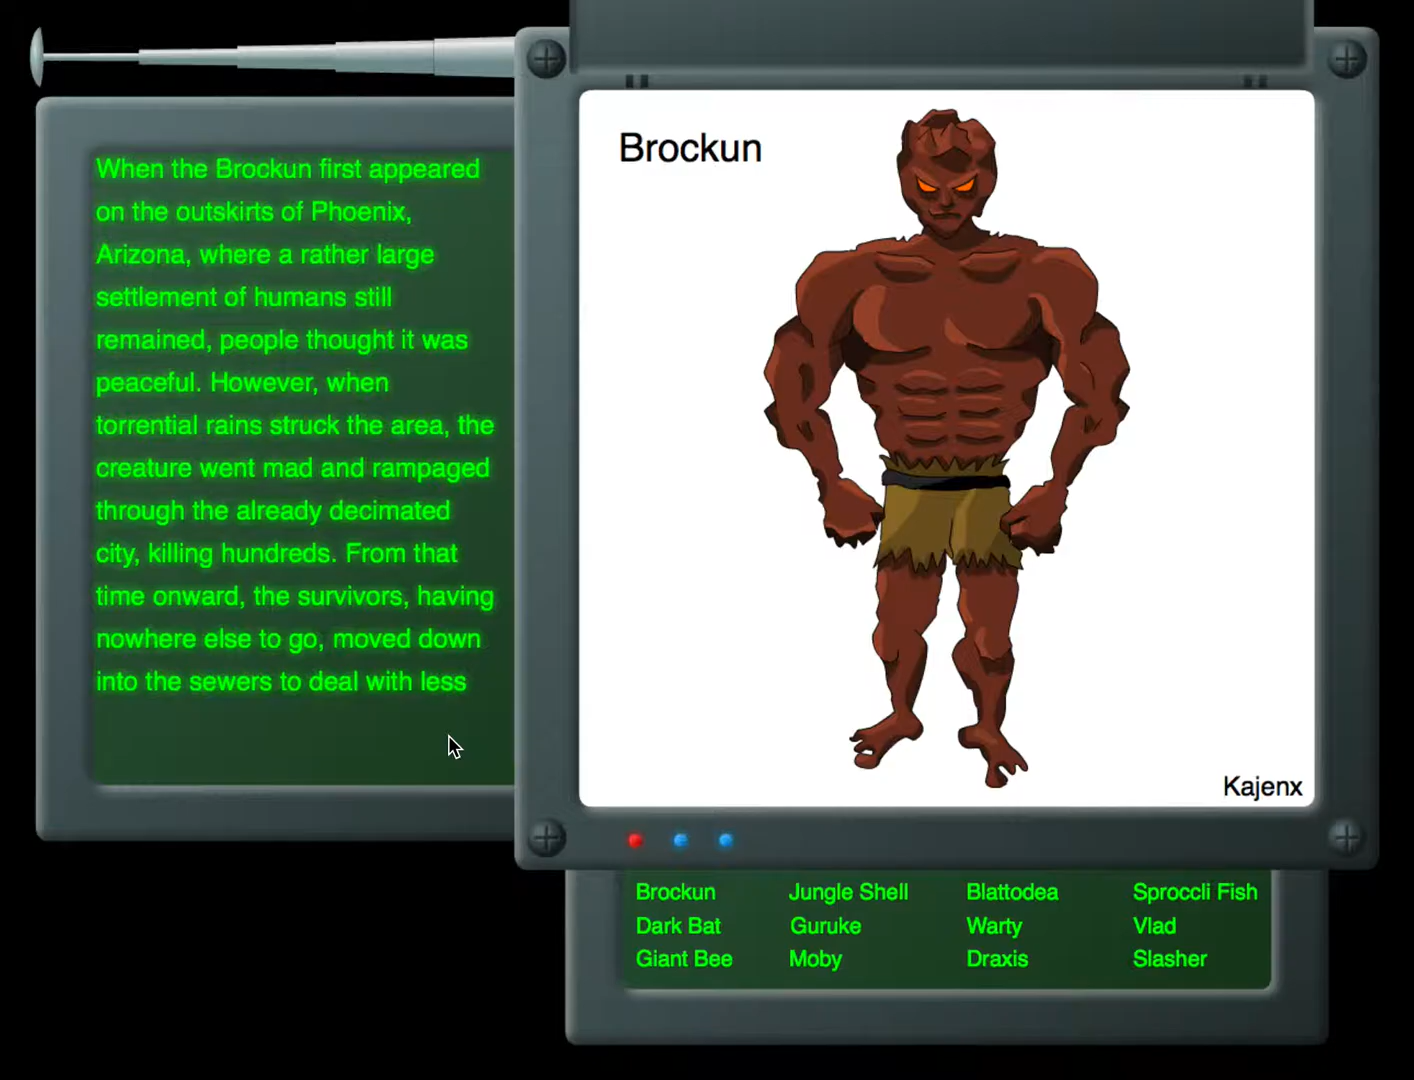 When the Brockun first appeared
on the outskirts of Phoenix,
Arizona, where a rather large
settlement of humans still
remained, people thought it was
peaceful. However, when
torrential rains struck the area, the
creature went mad and rampaged
through the already decimated
city, killing hundreds. From that
time onward, the survivors, having
nowhere else to go, moved down
into the sewers to deal with less
Brockun
Kajenx
Brockun Jungle Shell Blattodea Sproccli Fish
Dark Bat Guruke Warty Vlad
Giant Bee Moby Draxis Slasher